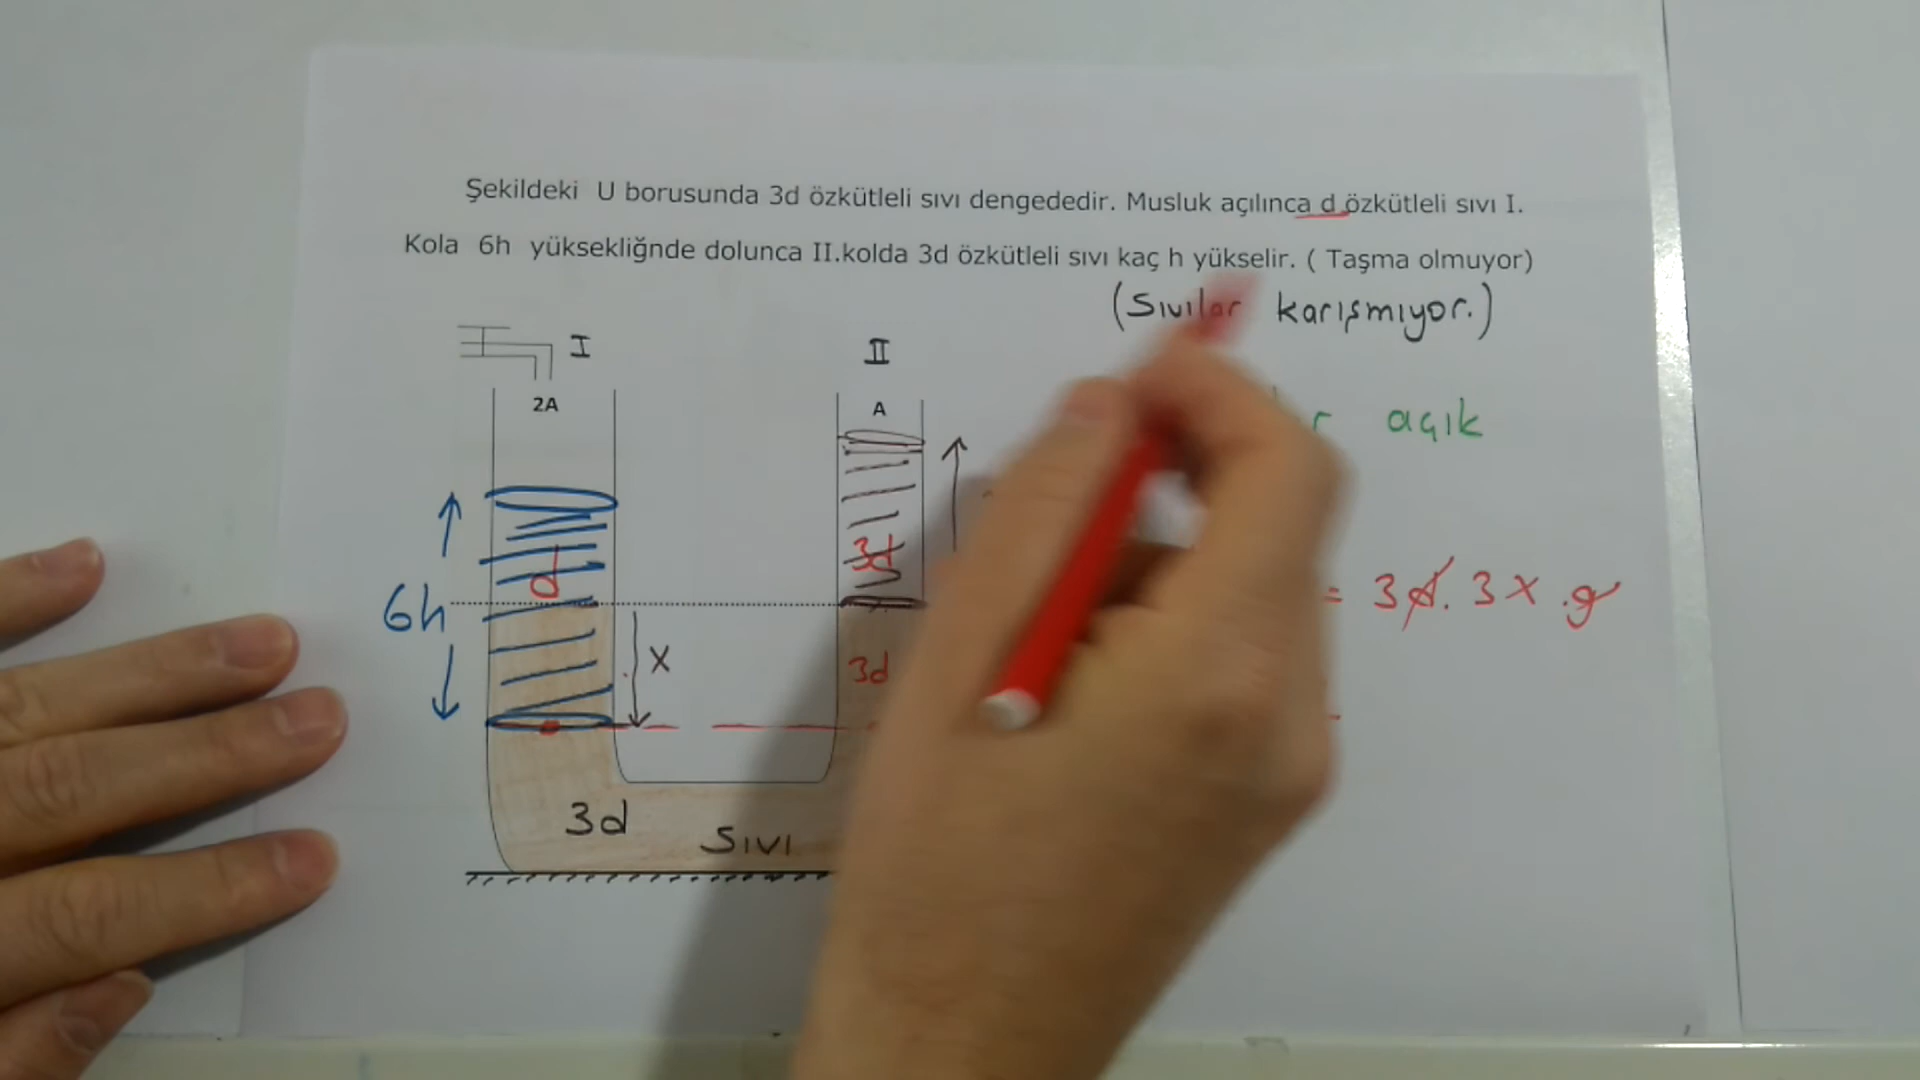 Şekildeki U borusunda 3d özkütleli sıvı dengededir. Musluk açılınca d özkütleli sıvı I.
Kola 6h yüksekliğnde dolunca II.kolda 3d özkütleli sıvı kaç h yükselir. ( Taşma olmuyor)
(Sıvılar karışmıyor.)
I
II
2A
A
açık
d
3d
6h
= 3d. 3x .g
x
3d
3d
Sıvı